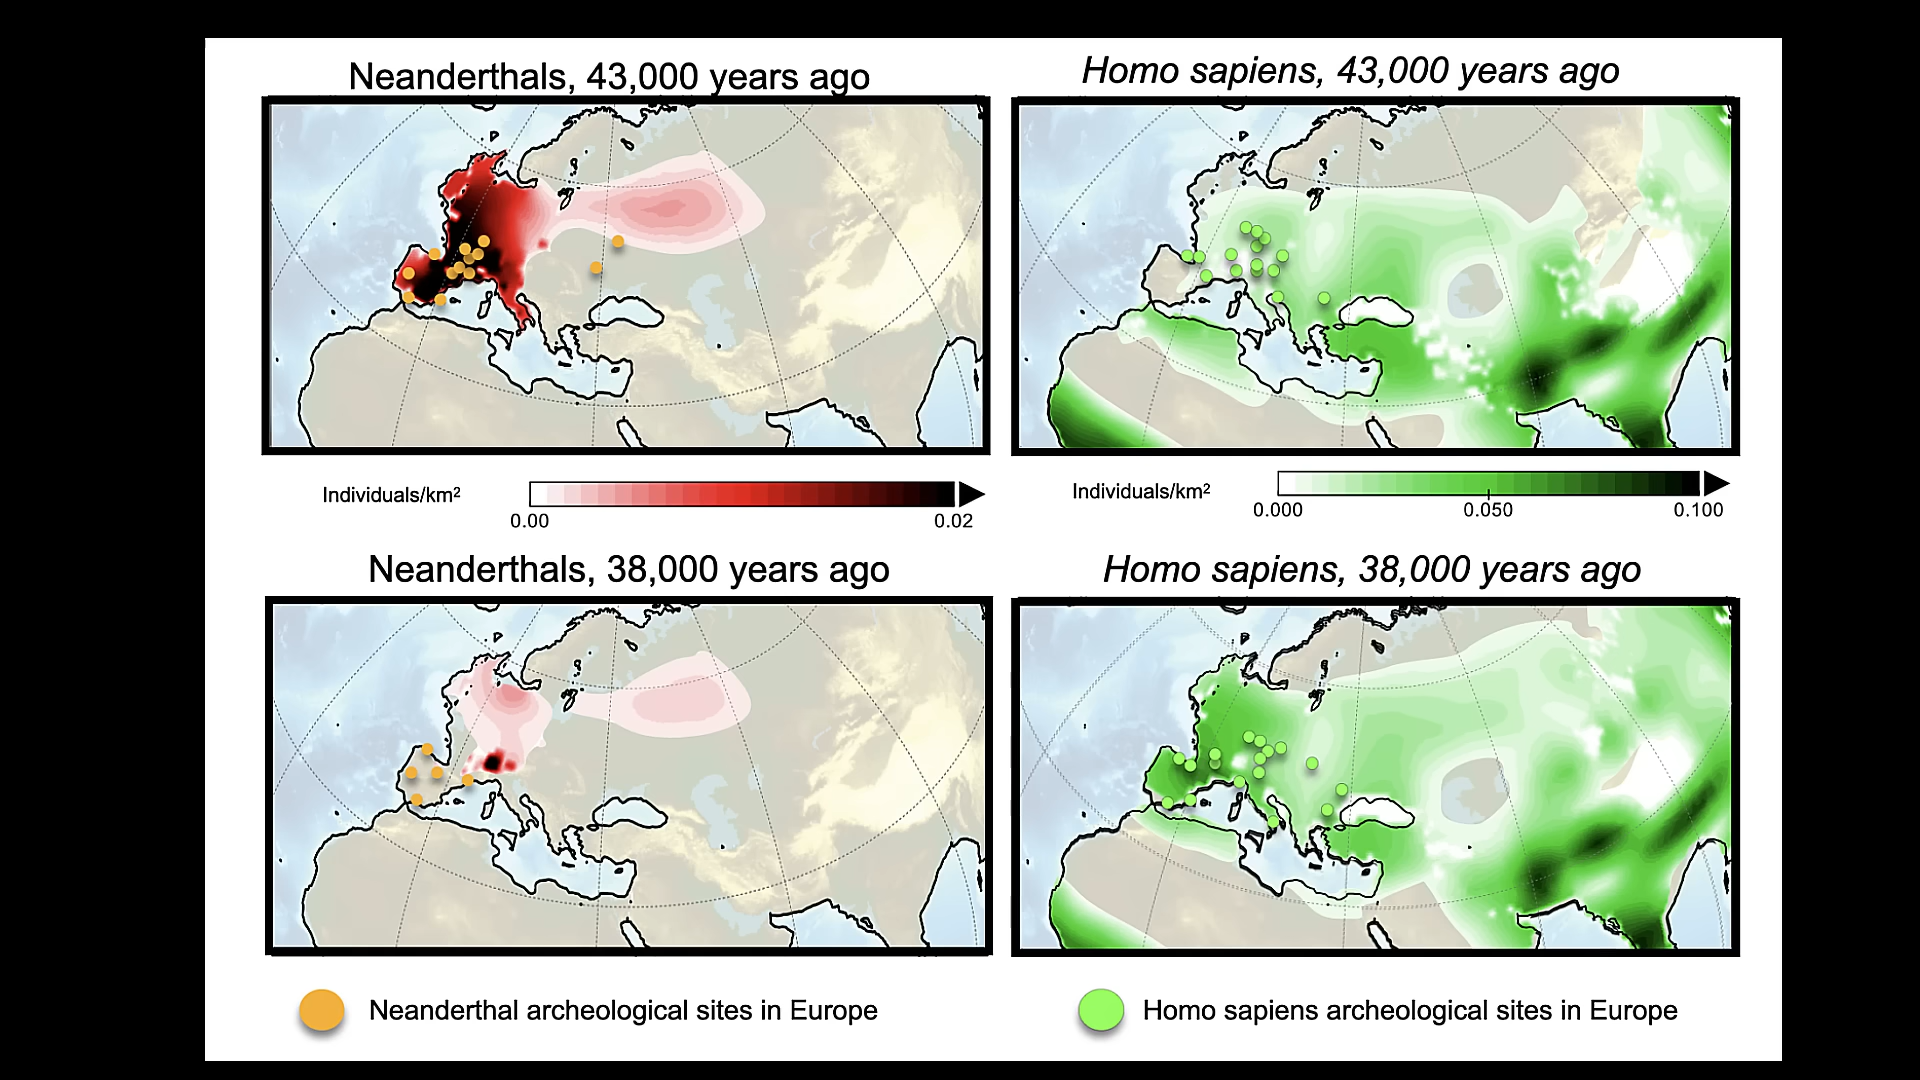 Neanderthals, 43,000 years ago
Homo sapiens, 43,000 years ago
Individuals/km²
0.00
0.02
Individuals/km²
0.000
0.050
0.100
Neanderthals, 38,000 years ago
Homo sapiens, 38,000 years ago
Neanderthal archeological sites in Europe
Homo sapiens archeological sites in Europe